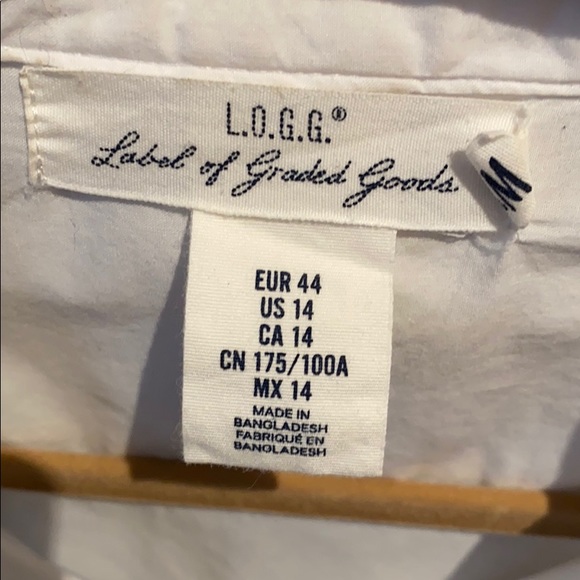 L.O.G.G.®
Label of Graded Goods
M
EUR 44
US 14
CA 14
CN 175/100A
MX 14
MADE IN
BANGLADESH
FABRIQUÉ EN
BANGLADESH